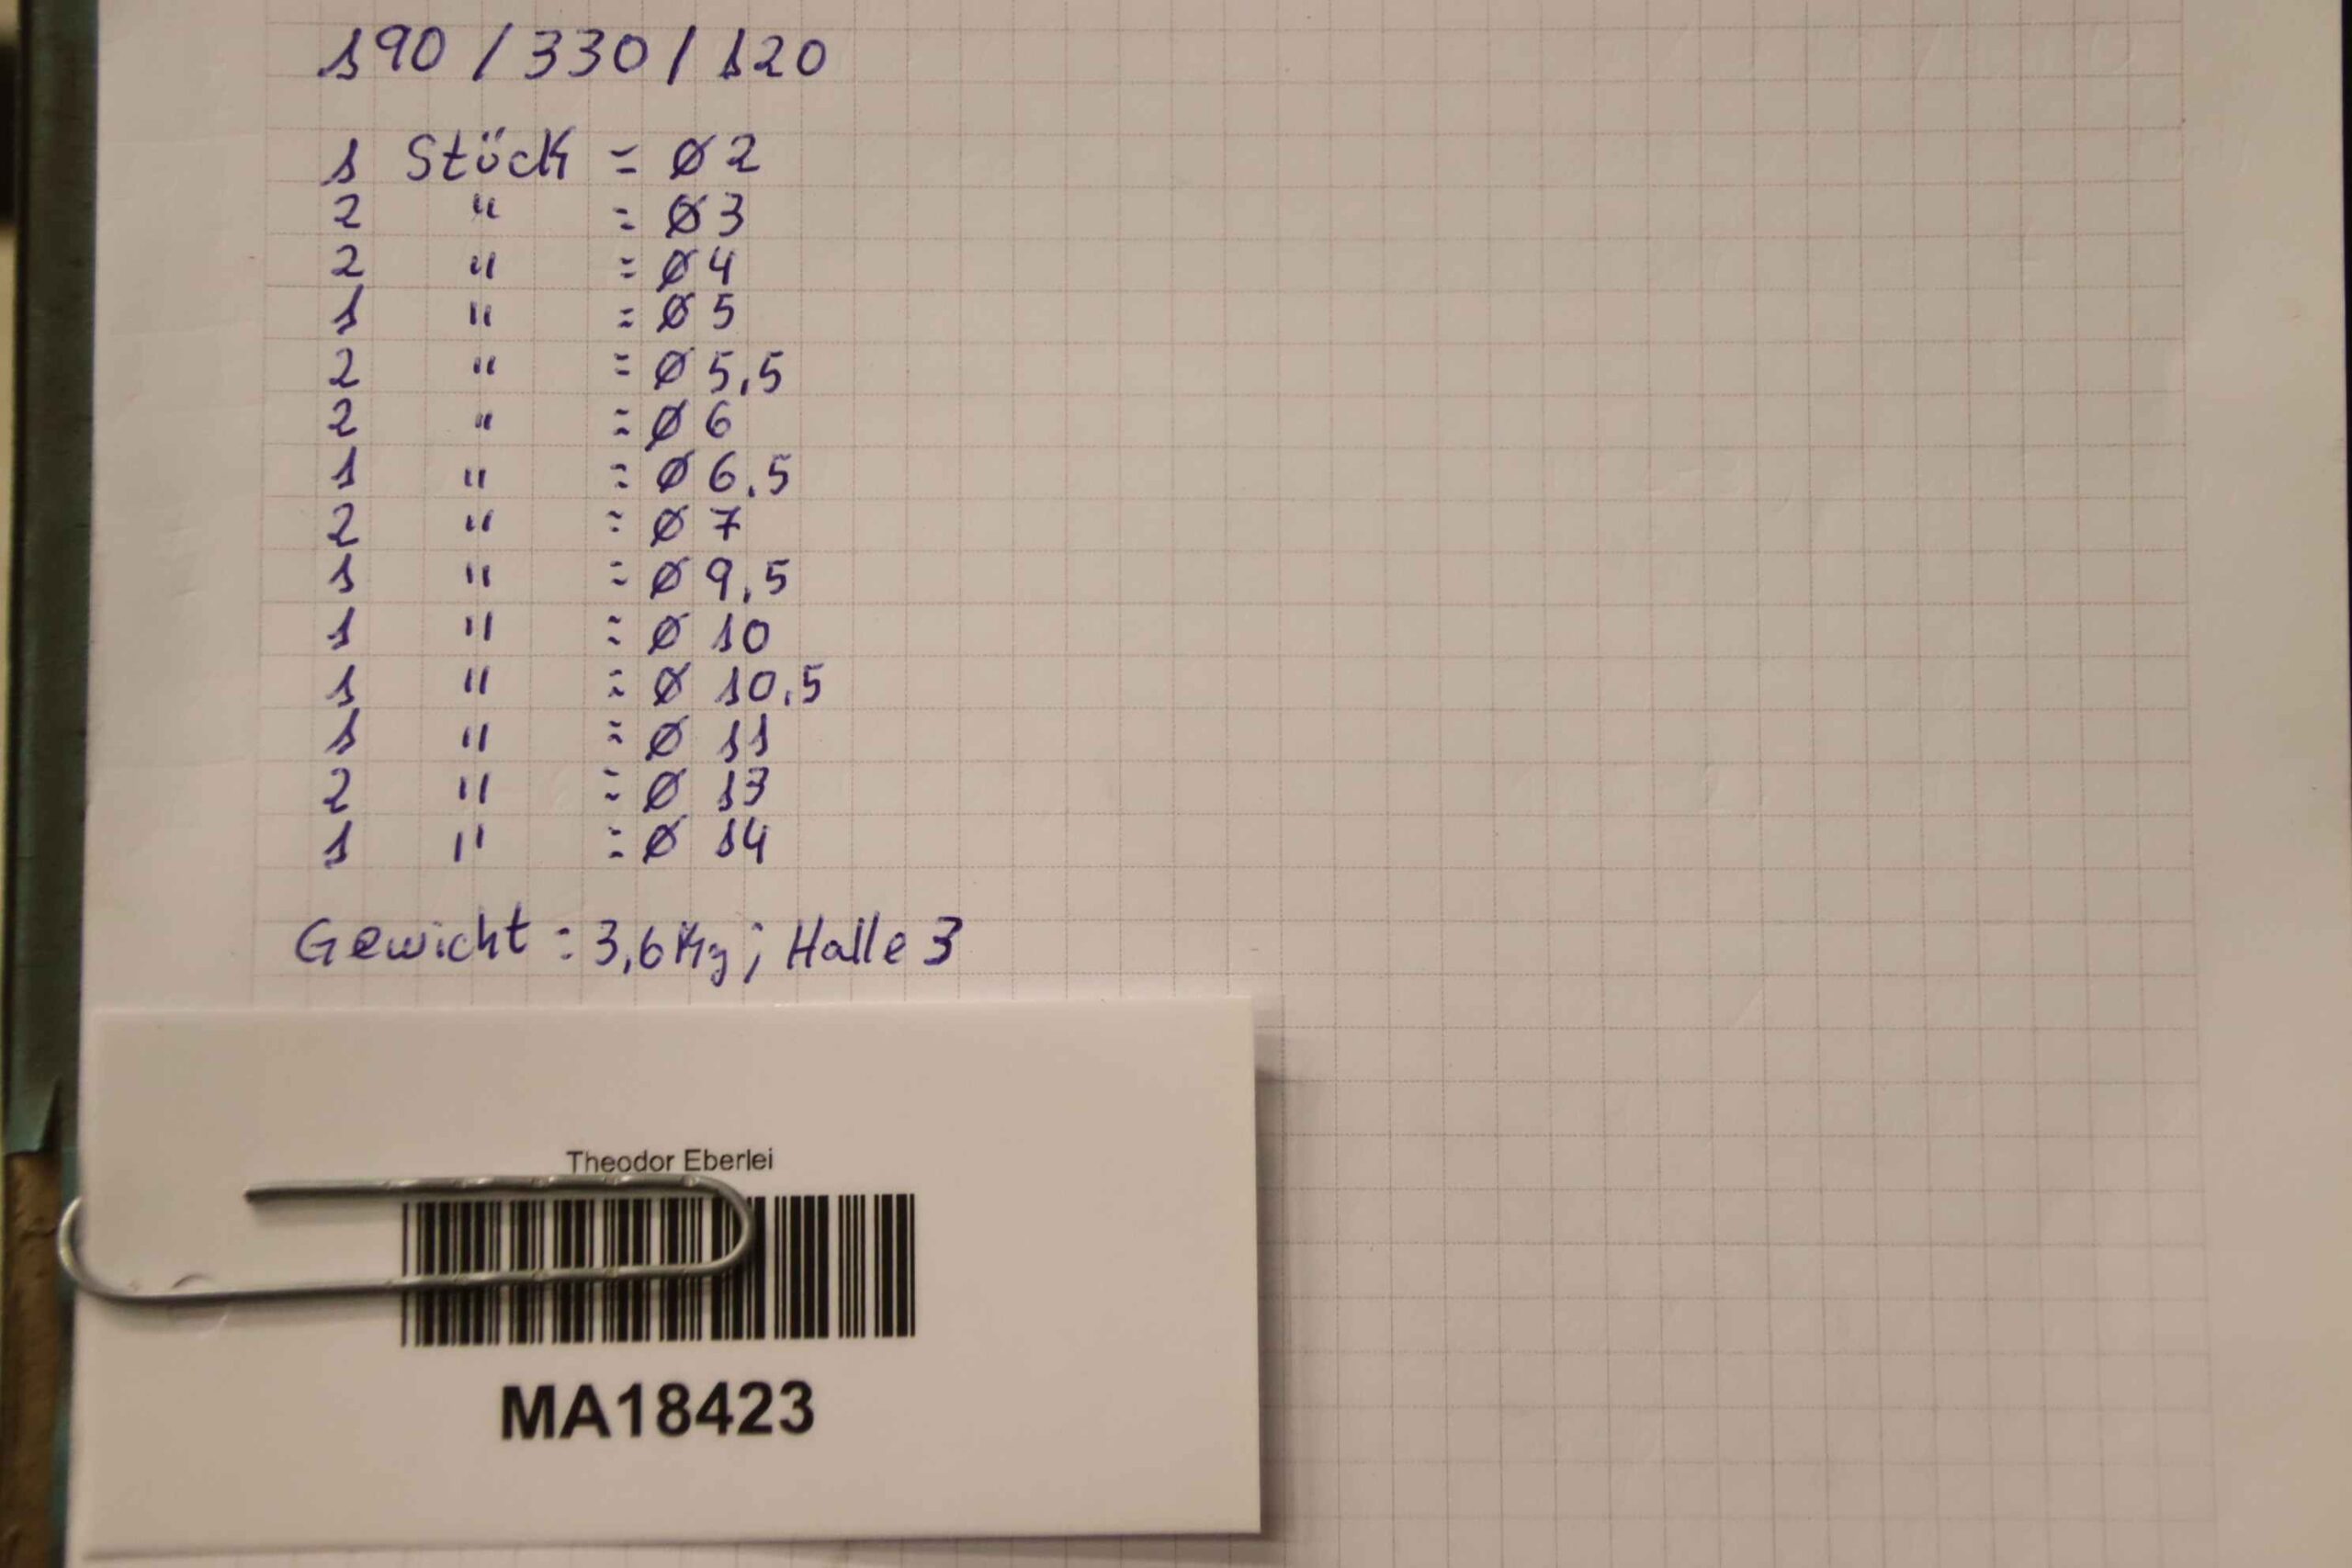 190 / 330 / 120
1 Stück = Ø 2
2 " = Ø 3
2 " = Ø 4
1 " = Ø 5
2 " = Ø 5,5
2 " = Ø 6
1 " = Ø 6,5
2 " = Ø 7
1 " = Ø 9,5
1 " = Ø 10
1 " = Ø 10,5
1 " = Ø 11
2 " = Ø 13
1 " = Ø 14
Gewicht = 3,6 Kg ; Halle 3
Theodor Eberlei
MA18423